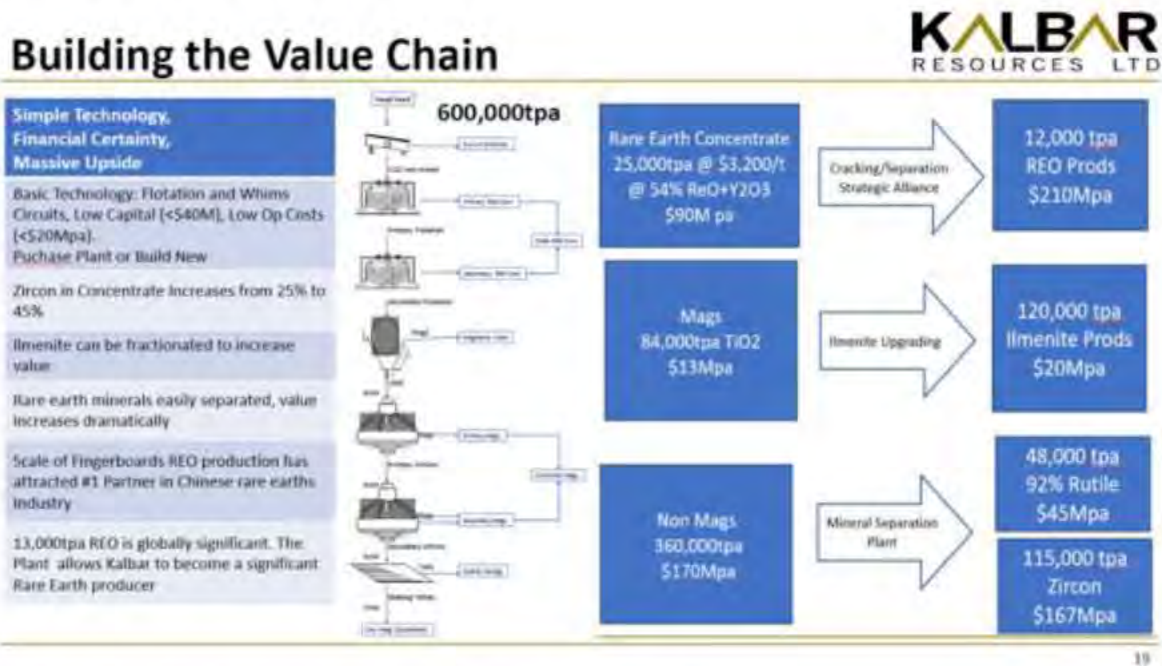 Building the Value Chain
KALBAR
RESOURCES LTD
Simple Technology,
Financial Certainty,
Massive Upside
Basic Technology: Flotation and Whims
Circuits, Low Capital (<$40M), Low Op Costs
(<$20Mpa).
Puchase Plant or Build New
Zircon in Concentrate Increases from 25% to
45%
Ilmenite can be fractionated to increase
value
Rare earth minerals easily separated, value
increases dramatically
Scale of Fingerboards REO production has
attracted #1 Partner in Chinese rare earths
industry
13,000tpa REO is globally significant. The
Plant allows Kalbar to become a significant
Rare Earth producer
600,000tpa
Rare Earth Concentrate
25,000tpa @ $3,200/t
@ 54% ReO+Y2O3
$90M pa
Cracking/Separation
Strategic Alliance
12,000 tpa
REO Prods
$210Mpa
Mags
84,000tpa TiO2
$13Mpa
Ilmenite Upgrading
120,000 tpa
Ilmenite Prods
$20Mpa
Non Mags
360,000tpa
$170Mpa
Mineral Separation
Plant
48,000 tpa
92% Rutile
$45Mpa
115,000 tpa
Zircon
$167Mpa
19